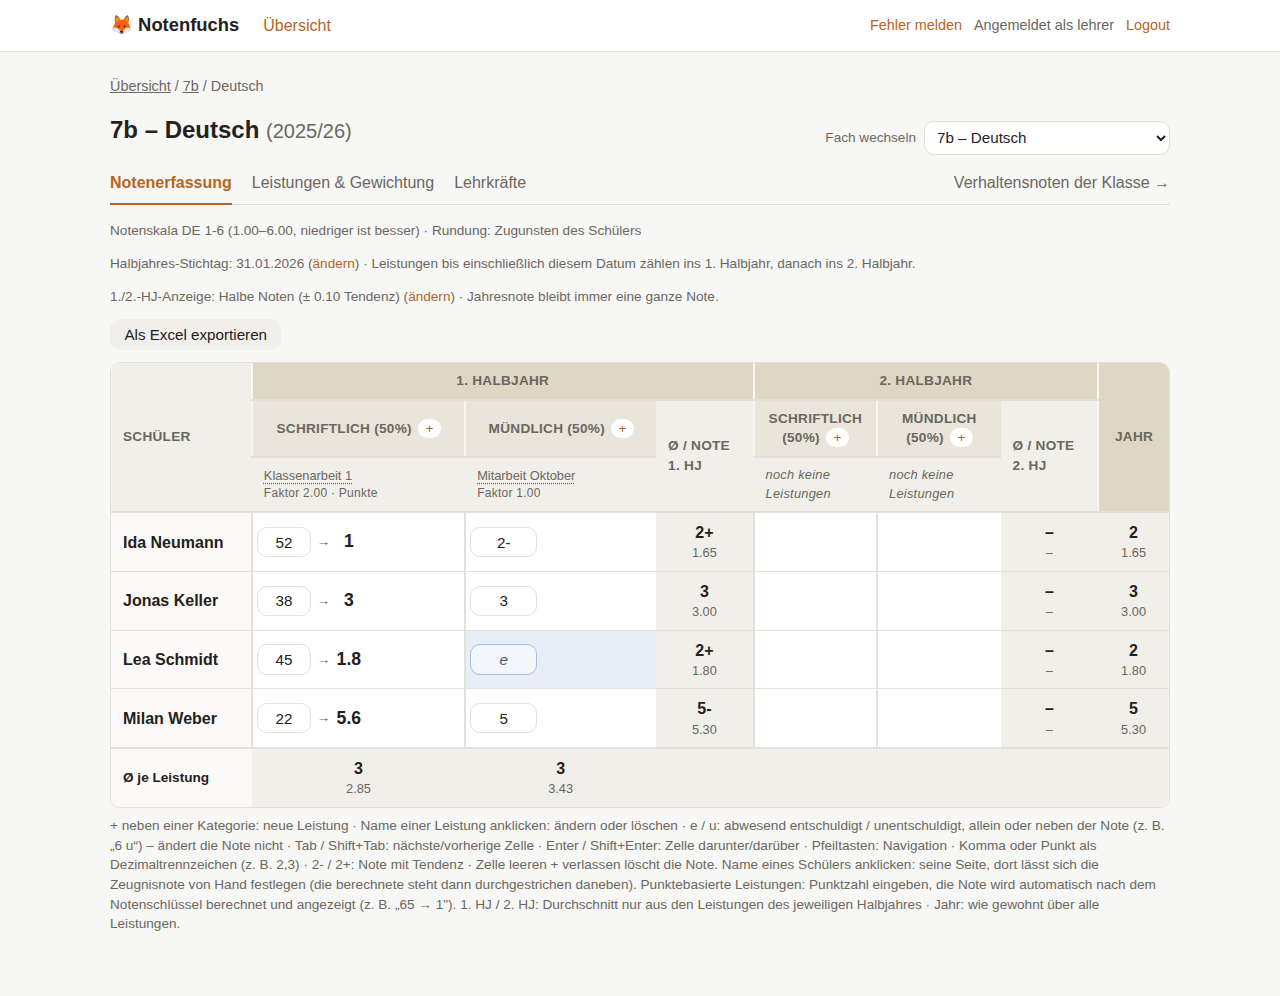 🦊 Notenfuchs Übersicht Fehler melden Angemeldet als lehrer Logout
Übersicht / 7b / Deutsch
7b – Deutsch (2025/26) Fach wechseln 7b – Deutsch
Notenerfassung Leistungen & Gewichtung Lehrkräfte Verhaltensnoten der Klasse →
Notenskala DE 1-6 (1.00–6.00, niedriger ist besser) · Rundung: Zugunsten des Schülers
Halbjahres-Stichtag: 31.01.2026 (ändern) · Leistungen bis einschließlich diesem Datum zählen ins 1. Halbjahr, danach ins 2. Halbjahr.
1./2.-HJ-Anzeige: Halbe Noten (± 0.10 Tendenz) (ändern) · Jahresnote bleibt immer eine ganze Note.
Als Excel exportieren
SCHÜLER 1. HALBJAHR 2. HALBJAHR JAHR
SCHRIFTLICH (50%) + MÜNDLICH (50%) + Ø / NOTE 1. HJ SCHRIFTLICH (50%) + MÜNDLICH (50%) + Ø / NOTE 2. HJ
Klassenarbeit 1 Mitarbeit Oktober noch keine Leistungen noch keine Leistungen
Faktor 2.00 · Punkte Faktor 1.00
Ida Neumann 52 → 1 2- 2+ – 2
1.65 – 1.65
Jonas Keller 38 → 3 3 3 – 3
3.00 – 3.00
Lea Schmidt 45 → 1.8 e 2+ – 2
1.80 – 1.80
Milan Weber 22 → 5.6 5 5- – 5
5.30 – 5.30
Ø je Leistung 3 3
2.85 3.43
+ neben einer Kategorie: neue Leistung · Name einer Leistung anklicken: ändern oder löschen · e / u: abwesend entschuldigt / unentschuldigt, allein oder neben der Note (z. B.
„6 u“) – ändert die Note nicht · Tab / Shift+Tab: nächste/vorherige Zelle · Enter / Shift+Enter: Zelle darunter/darüber · Pfeiltasten: Navigation · Komma oder Punkt als
Dezimaltrennzeichen (z. B. 2,3) · 2- / 2+: Note mit Tendenz · Zelle leeren + verlassen löscht die Note. Name eines Schülers anklicken: seine Seite, dort lässt sich die
Zeugnisnote von Hand festlegen (die berechnete steht dann durchgestrichen daneben). Punktebasierte Leistungen: Punktzahl eingeben, die Note wird automatisch nach dem
Notenschlüssel berechnet und angezeigt (z. B. „65 → 1"). 1. HJ / 2. HJ: Durchschnitt nur aus den Leistungen des jeweiligen Halbjahres · Jahr: wie gewohnt über alle
Leistungen.